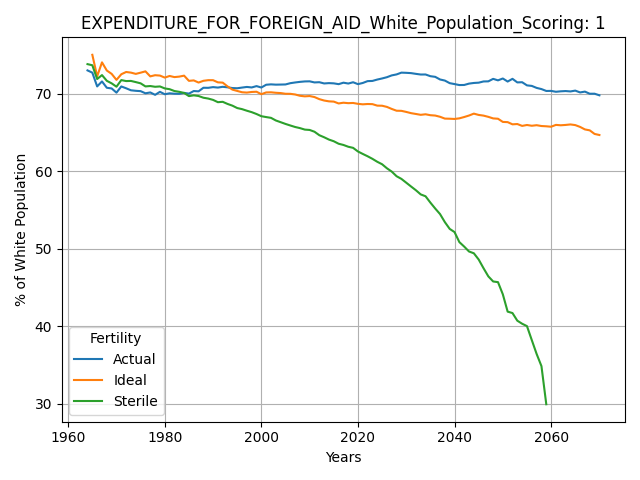 EXPENDITURE_FOR_FOREIGN_AID_White_Population_Scoring: 1
% of White Population
70
60
50
40
30
Fertility
Actual
Ideal
Sterile
1960 1980 2000 2020 2040 2060
Years